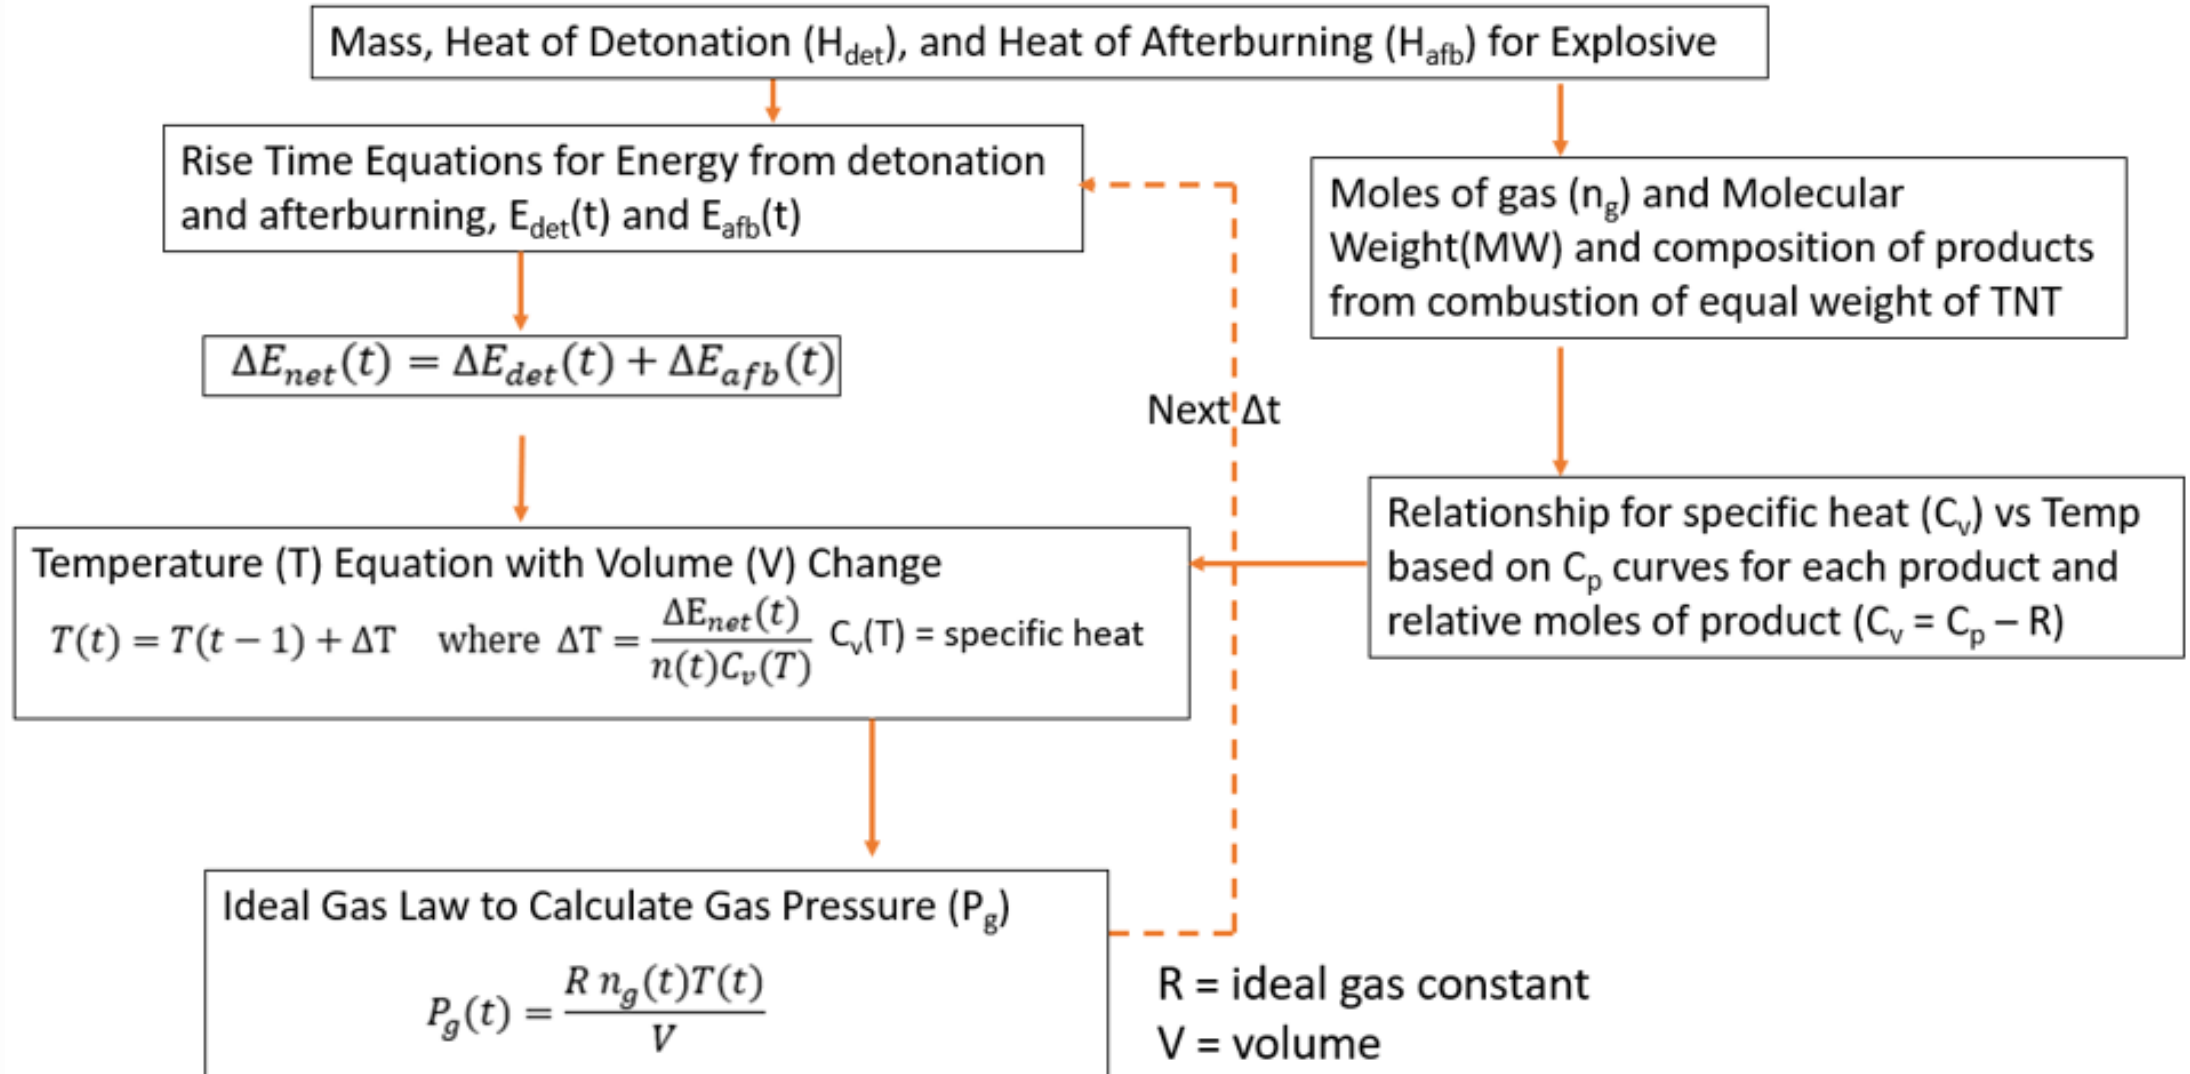 Mass, Heat of Detonation (H_det), and Heat of Afterburning (H_afb) for Explosive
Rise Time Equations for Energy from detonation
and afterburning, E_det(t) and E_afb(t)
ΔE_net(t) = ΔE_det(t) + ΔE_afb(t)
Moles of gas (n_g) and Molecular
Weight(MW) and composition of products
from combustion of equal weight of TNT
Next Δt
Relationship for specific heat (C_v) vs Temp
based on C_p curves for each product and
relative moles of product (C_v = C_p – R)
Temperature (T) Equation with Volume (V) Change
T(t) = T(t − 1) + ΔT where ΔT = ΔE_net(t) / n(t)C_v(T) C_v(T) = specific heat
Ideal Gas Law to Calculate Gas Pressure (P_g)
P_g(t) = R n_g(t)T(t) / V
R = ideal gas constant
V = volume